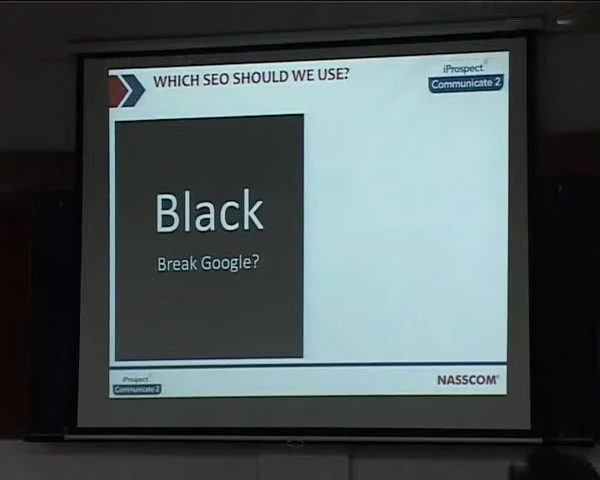 WHICH SEO SHOULD WE USE?
iProspect
Communicate 2
Black
Break Google?
iProspect
Communicate 2
NASSCOM®